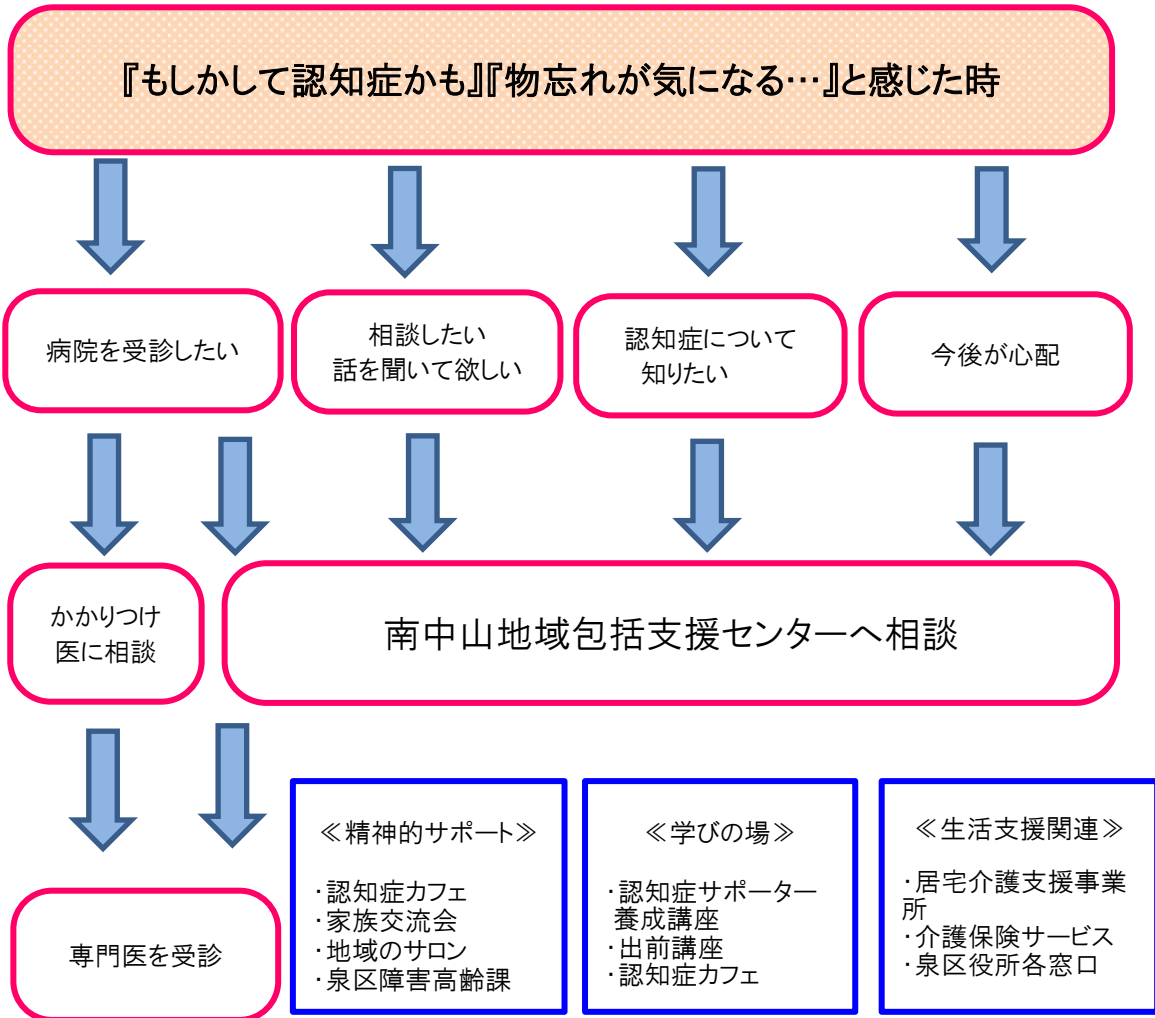 『もしかして認知症かも』『物忘れが気になる…』と感じた時
病院を受診したい
相談したい
話を聞いて欲しい
認知症について
知りたい
今後が心配
かかりつけ
医に相談
南中山地域包括支援センターへ相談
専門医を受診
≪精神的サポート≫
・認知症カフェ
・家族交流会
・地域のサロン
・泉区障害高齢課
≪学びの場≫
・認知症サポーター
養成講座
・出前講座
・認知症カフェ
≪生活支援関連≫
・居宅介護支援事業
所
・介護保険サービス
・泉区役所各窓口